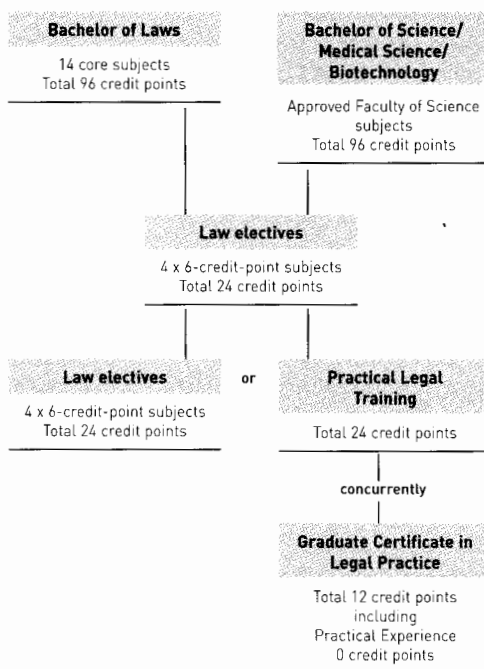 Bachelor of Laws
14 core subjects
Total 96 credit points
Bachelor of Science/
Medical Science/
Biotechnology
Approved Faculty of Science
subjects
Total 96 credit points
Law electives
4 x 6-credit-point subjects
Total 24 credit points
Law electives
4 x 6-credit-point subjects
Total 24 credit points
or
Practical Legal
Training
Total 24 credit points
concurrently
Graduate Certificate in
Legal Practice
Total 12 credit points
including
Practical Experience
0 credit points